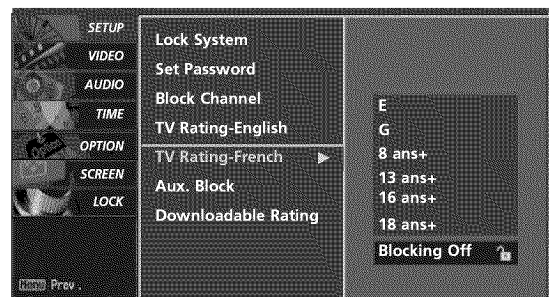 SETUP
VIDEO
AUDIO
TIME
OPTION
SCREEN
LOCK
Menu Prev.
Lock System
Set Password
Block Channel
TV Rating-English
TV Rating-French
Aux. Block
Downloadable Rating
E
G
8 ans+
13 ans+
16 ans+
18 ans+
Blocking Off